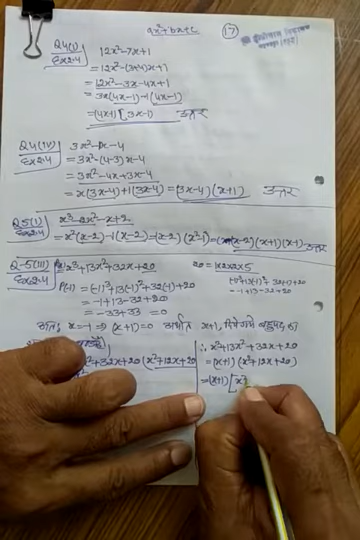 ax²+bx+c
17
Q4(i) 12x²-7x+1
Ex2.4 =12x²-(3+4)x+1
=12x²-3x-4x+1
=3x(4x-1)-1(4x-1)
=(4x-1)(3x-1) उत्तर
Q4(iv) 3x²-x-4
Ex2.4 3x²-(4-3)x-4
=3x²-4x+3x-4
=x(3x-4)+1(3x-4)=(3x-4)(x+1) उत्तर
Q5(i) x³-2x²-x+2
Ex2.4 =x²(x-2)-1(x-2)=(x-2)(x²-1)=(x-2)(x+1)(x-1) उत्तर
Q-5(iii) x³+13x²+32x+20 20=1x2x2x5
Ex2.4 P(-1)=(-1)³+13(-1)²+32(-1)+20
=-1+13-32+20
=-33+33=0
अतः x=-1 ⇒ (x+1)=0 अर्थात x+1,
x²+32x+20(x²+12x+20
∴ x³+13x²+32x+20
=(x+1)(x²+12x+20)
=(x+1)[x²